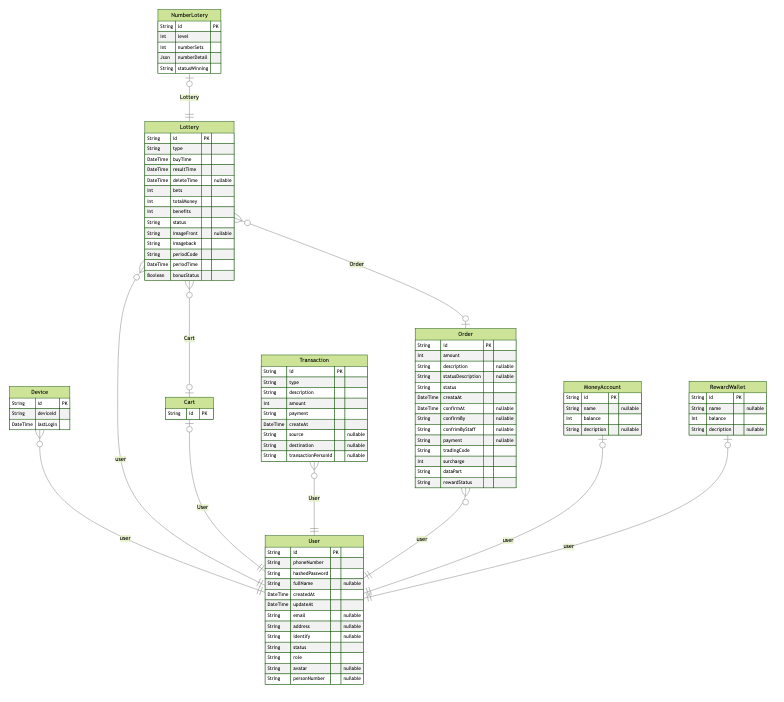 NumberLotery
String id PK
Int level
Int numberSets
Json numberDetail
String statusWinning
Lottery
Lottery
String id PK
String type
DateTime buyTime
DateTime resultTime
DateTime deleteTime nullable
Int bets
Int totalMoney
Int benefits
String status
String imageFront nullable
String imageback
String periodCode
DateTime periodTime
Boolean bonusStatus
Order
Cart
Order
String id PK
Int amount
String description nullable
String statusDescription nullable
String status
DateTime createAt
DateTime confirmAt nullable
String confirmBy nullable
String confrimByStaff nullable
String payment nullable
String tradingCode
Int surcharge
String dataPart
String rewardStatus
Transaction
String id PK
String type
String description
Int amount
String payment
DateTime createAt
String source nullable
String destination nullable
String transactionPersonId nullable
Device
String id PK
String deviceId
DateTime lastLogin
Cart
String id PK
MoneyAccount
String id PK
String name nullable
Int balance
String decription nullable
RewardWallet
String id PK
String name nullable
Int balance
String decription nullable
user
User
User
user
user
user
user
User
String id PK
String phoneNumber
String hashedPassword
String fullName nullable
DateTime createdAt
DateTime updateAt
String email nullable
String address nullable
String identify nullable
String status
String role
String avatar nullable
String personNumber nullable